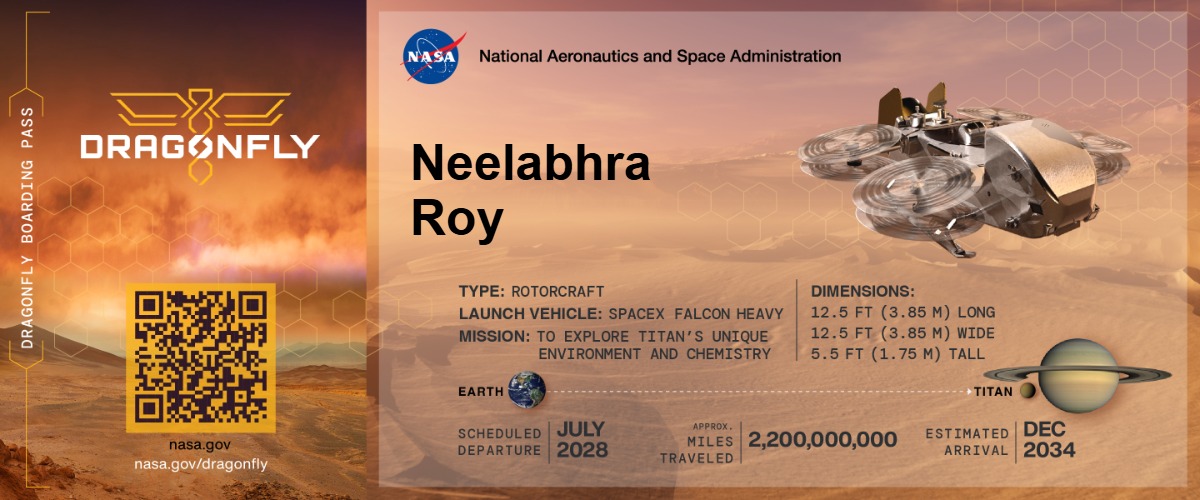 DRAGONFLY BOARDING PASS
DRAGONFLY
nasa.gov
nasa.gov/dragonfly
NASA
National Aeronautics and Space Administration
Neelabhra
Roy
TYPE: ROTORCRAFT
LAUNCH VEHICLE: SPACEX FALCON HEAVY
MISSION: TO EXPLORE TITAN'S UNIQUE
ENVIRONMENT AND CHEMISTRY
DIMENSIONS:
12.5 FT (3.85 M) LONG
12.5 FT (3.85 M) WIDE
5.5 FT (1.75 M) TALL
EARTH
TITAN
SCHEDULED
DEPARTURE
JULY
2028
APPROX.
MILES
TRAVELED
2,200,000,000
ESTIMATED
ARRIVAL
DEC
2034